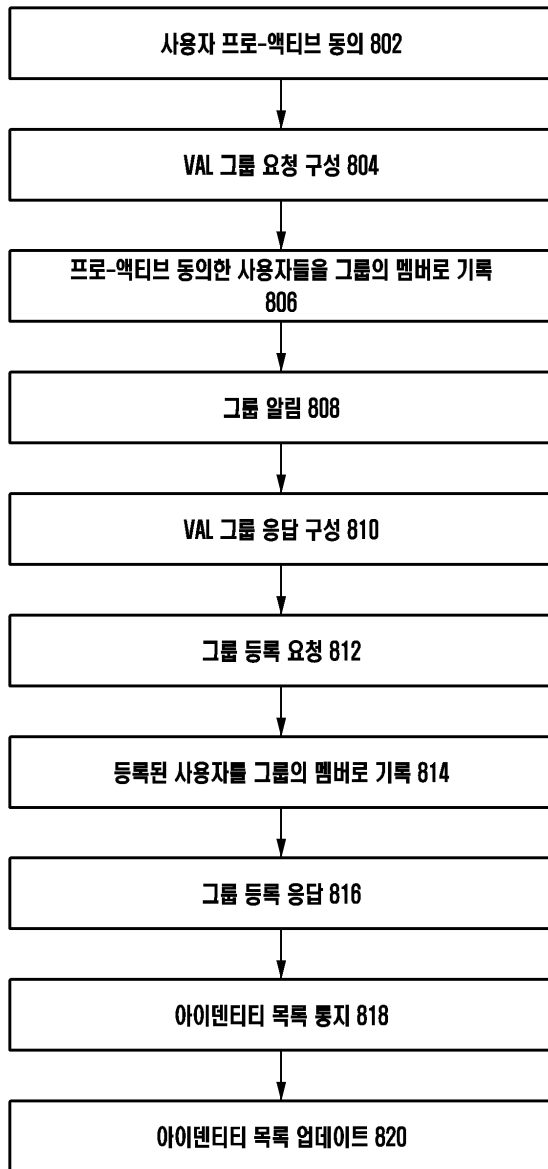 사용자 프로-액티브 동의 802
VAL 그룹 요청 구성 804
프로-액티브 동의한 사용자들을 그룹의 멤버로 기록
806
그룹 알림 808
VAL 그룹 응답 구성 810
그룹 등록 요청 812
등록된 사용자를 그룹의 멤버로 기록 814
그룹 등록 응답 816
아이덴티티 목록 통지 818
아이덴티티 목록 업데이트 820